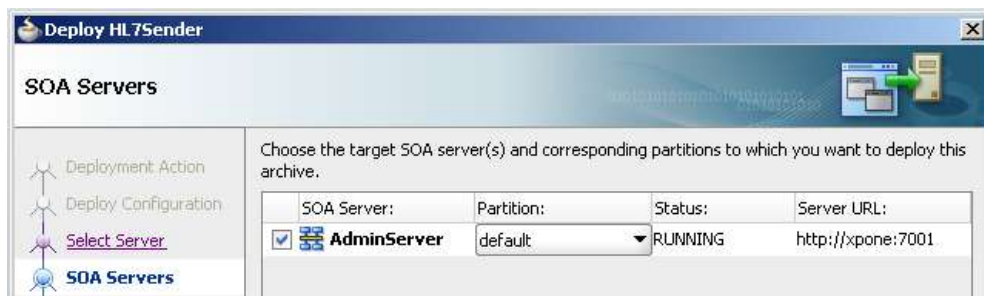 Deploy HL7Sender
SOA Servers
Deployment Action
Deploy Configuration
Select Server
SOA Servers
Choose the target SOA server(s) and corresponding partitions to which you want to deploy this
archive.
SOA Server: Partition: Status: Server URL:
AdminServer default RUNNING http://xpone:7001